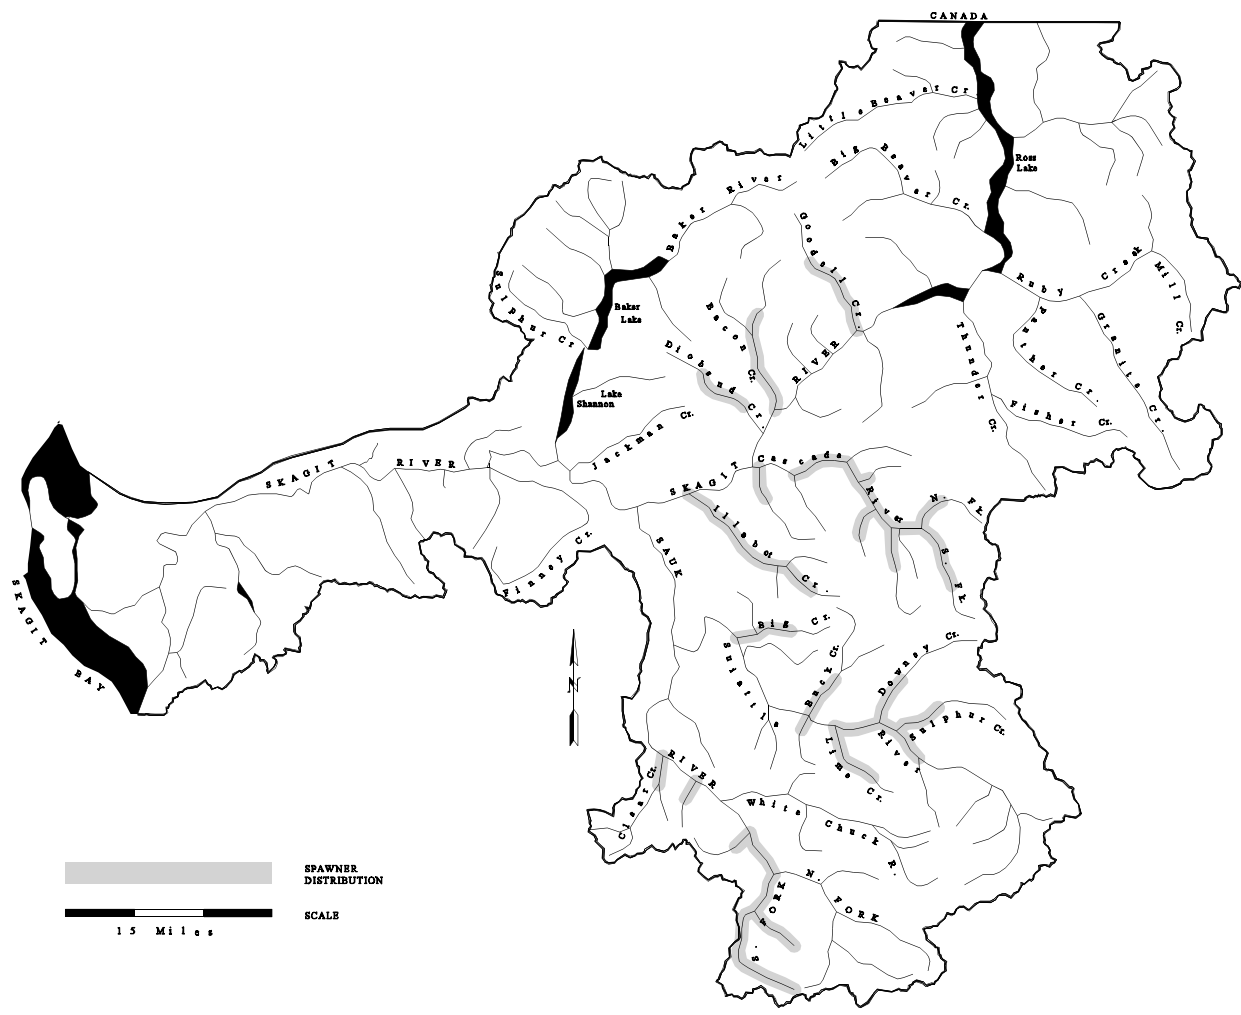 CANADA
Little Beaver Cr.
Big Beaver Cr.
Ross
Lake
Baker River
Goodell Cr.
Ruby Creek
Mill Cr.
Sulphur Cr
Baker
Lake
Bacon Cr.
Diobsud Cr.
RIVER
Thunder Cr.
Panther Cr.
Granite Cr.
Fisher Cr.
Lake
Shannon
Jackman Cr.
SKAGIT
RIVER
SKAGIT
Cascade River
N. Fk.
S. Fk.
Illabot Cr.
Finney Cr.
SAUK
SKAGIT BAY
N
Big Cr.
Suiattle River
Buck Cr.
Downey Cr.
Sulphur Cr.
Lime Cr.
RIVER
Clear Cr.
White Chuck R.
N. FORK
S. FORK
SPAWNER
DISTRIBUTION
SCALE
15 Miles